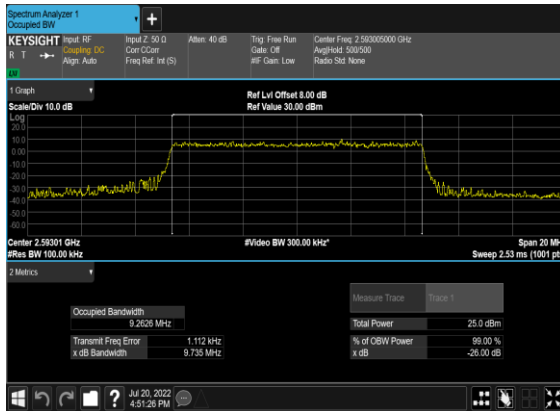 Spectrum Analyzer 1
Occupied BW
+
KEYSIGHT Input: RF Input Z: 50 Ω Atten: 40 dB Trig: Free Run Center Freq: 2.593005000 GHz
R T Coupling: DC Corr CCorr Gate: Off Avg|Hold: 500/500
Align: Auto Freq Ref: Int (S) #IF Gain: Low Radio Std: None
LXI
1 Graph
Scale/Div 10.0 dB Ref Lvl Offset 8.00 dB
Ref Value 30.00 dBm
Log
20.0
10.0
0.00
-10.0
-20.0
-30.0
-40.0
-50.0
-60.0
Center 2.59301 GHz #Video BW 300.00 kHz* Span 20 MH
#Res BW 100.00 kHz Sweep 2.53 ms (1001 pt
2 Metrics
Measure Trace Trace 1
Occupied Bandwidth
9.2626 MHz Total Power 25.0 dBm
Transmit Freq Error 1.112 kHz % of OBW Power 99.00 %
x dB Bandwidth 9.735 MHz x dB -26.00 dB
? Jul 20, 2022
4:51:26 PM